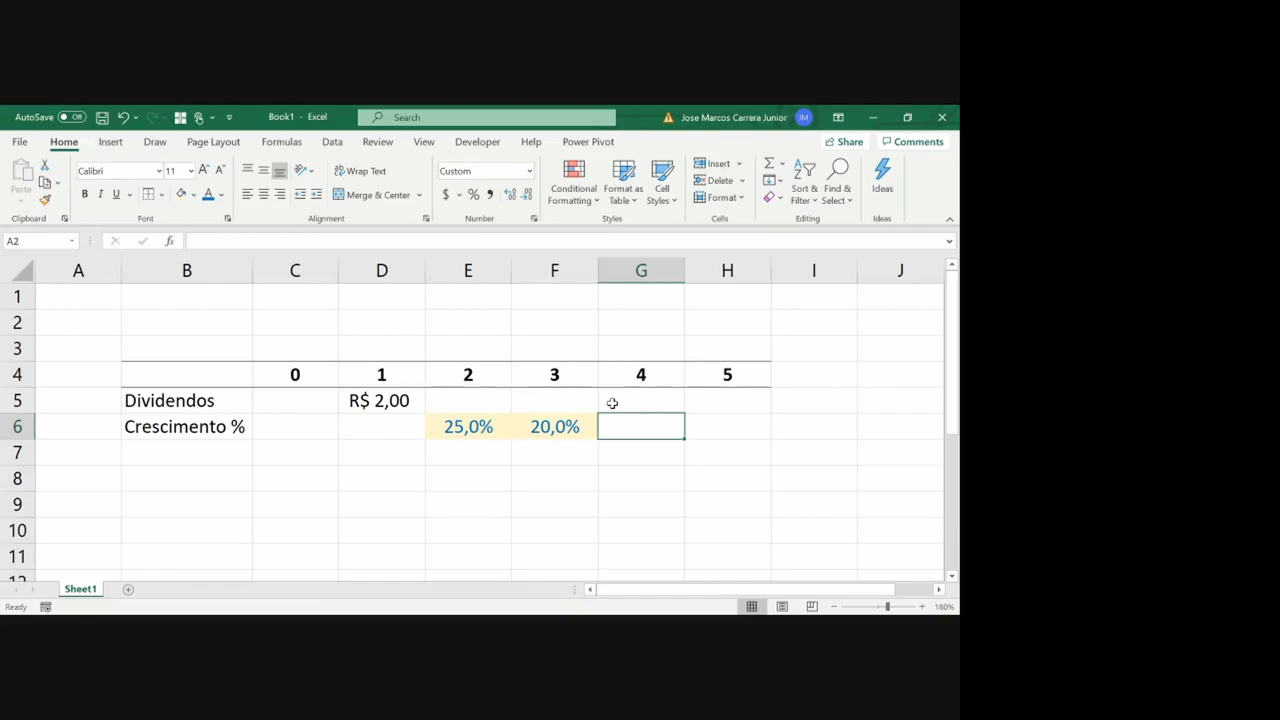 AutoSave Off Book1 - Excel Search Jose Marcos Carrera Junior JM
File Home Insert Draw Page Layout Formulas Data Review View Developer Help Power Pivot Share Comments
Paste Calibri 11 A A Wrap Text Custom Conditional Formatting Format as Table Cell Styles Insert Sort & Filter Find & Select Ideas
B I U A Merge & Center $ % Delete
Format
Clipboard Font Alignment Number Styles Cells Editing Ideas
A2 fx
A B C D E F G H I J
1
2
3
4 0 1 2 3 4 5
5 Dividendos R$ 2,00
6 Crescimento % 25,0% 20,0%
7
8
9
10
11
12
Sheet1
Ready 180%